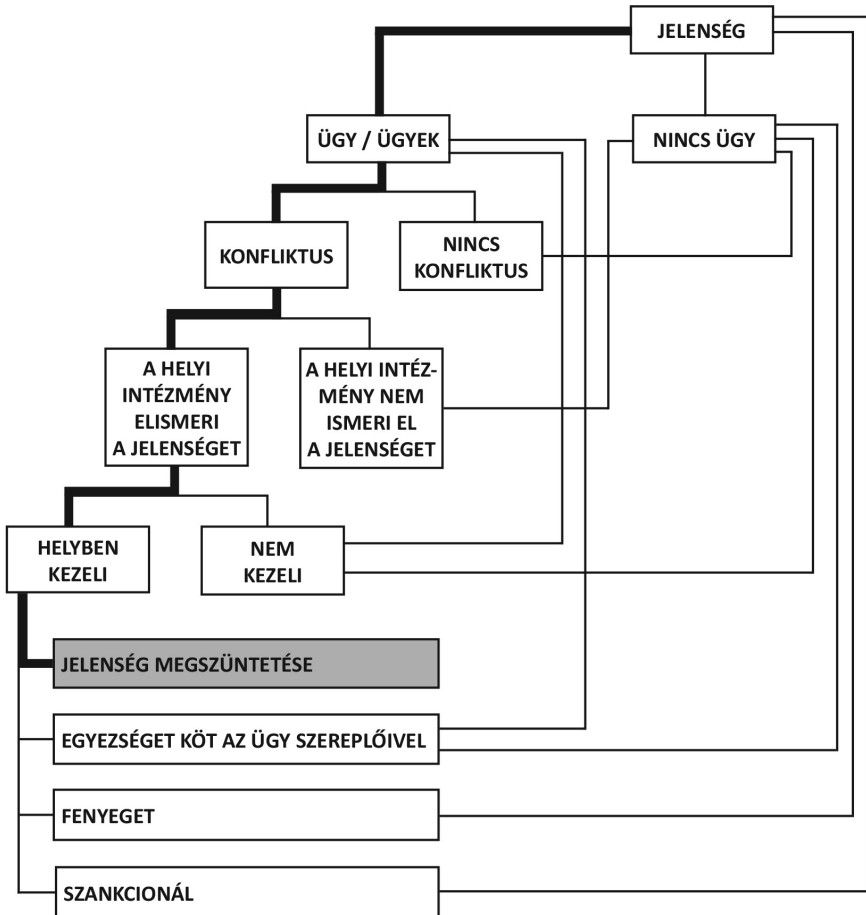 JELENSÉG
ÜGY / ÜGYEK
NINCS ÜGY
KONFLIKTUS
NINCS
KONFLIKTUS
A HELYI
INTÉZMÉNY
ELISMERI
A JELENSÉGET
A HELYI INTÉZ-
MÉNY NEM
ISMERI EL
A JELENSÉGET
HELYBEN
KEZELI
NEM
KEZELI
JELENSÉG MEGSZÜNTETÉSE
EGYEZSÉGET KÖT AZ ÜGY SZEREPLŐIVEL
FENYEGET
SZANKCIONÁL